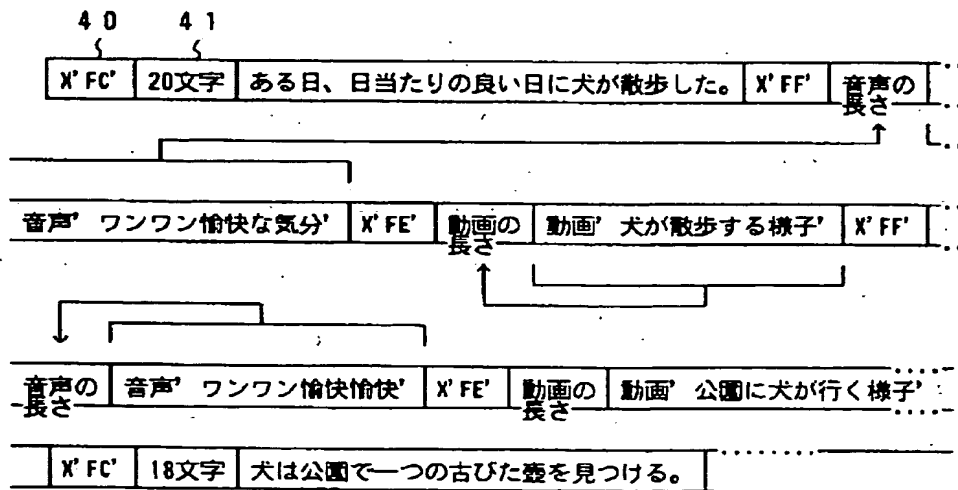 40 41
X'FC' 20文字 ある日、日当たりの良い日に犬が散歩した。 X'FF' 音声の長さ
音声' ワンワン愉快な気分' X'FE' 動画の長さ 動画' 犬が散歩する様子' X'FF'
音声の長さ 音声' ワンワン愉快愉快' X'FE' 動画の長さ 動画' 公園に犬が行く様子'
X'FC' 18文字 犬は公園で一つの古びた壺を見つける。